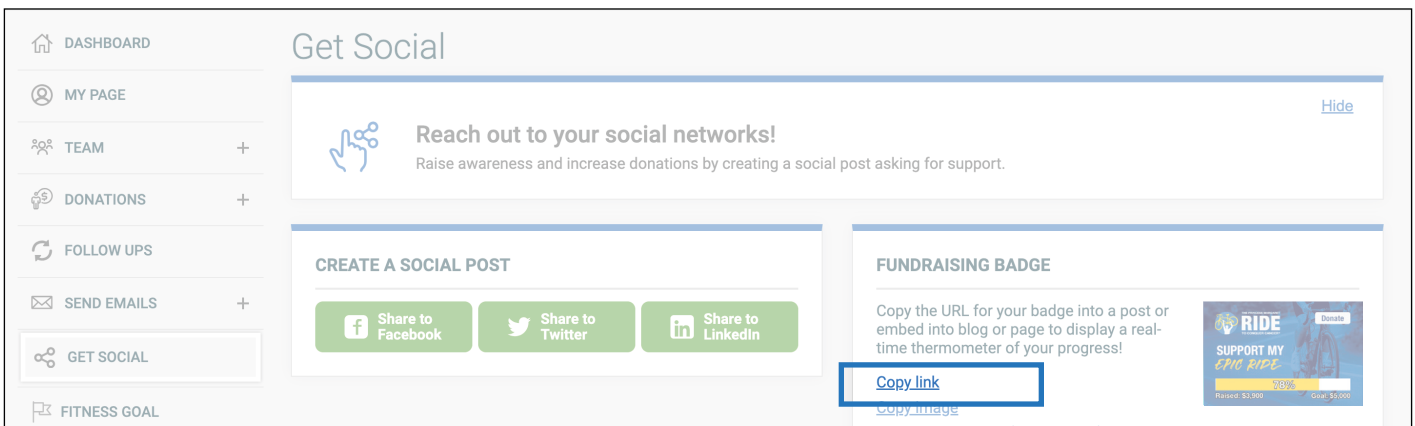 DASHBOARD
MY PAGE
TEAM
DONATIONS
FOLLOW UPS
SEND EMAILS
GET SOCIAL
FITNESS GOAL
Get Social
Hide
Reach out to your social networks!
Raise awareness and increase donations by creating a social post asking for support.
CREATE A SOCIAL POST
Share to
Facebook
Share to
Twitter
Share to
LinkedIn
FUNDRAISING BADGE
Copy the URL for your badge into a post or
embed into blog or page to display a real-
time thermometer of your progress!
Copy link
Copy image
RIDE
Donate
SUPPORT MY
EPIC RIDE
78%
Raised: $3,900
Goal: $5,000